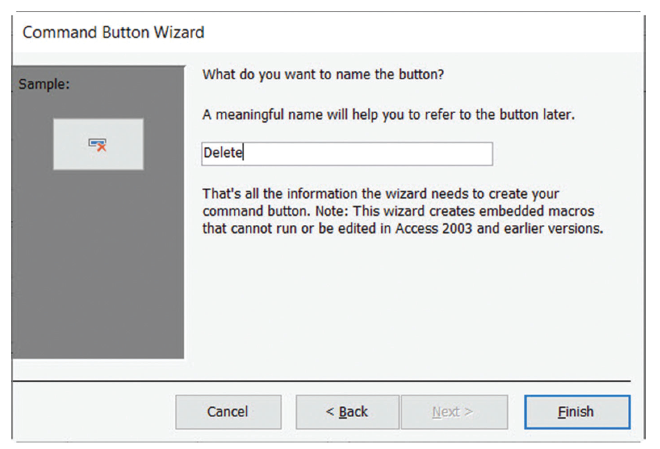 Command Button Wizard
Sample:
What do you want to name the button?
A meaningful name will help you to refer to the button later.
Delete
That's all the information the wizard needs to create your
command button. Note: This wizard creates embedded macros
that cannot run or be edited in Access 2003 and earlier versions.
Cancel
< Back
Next >
Finish